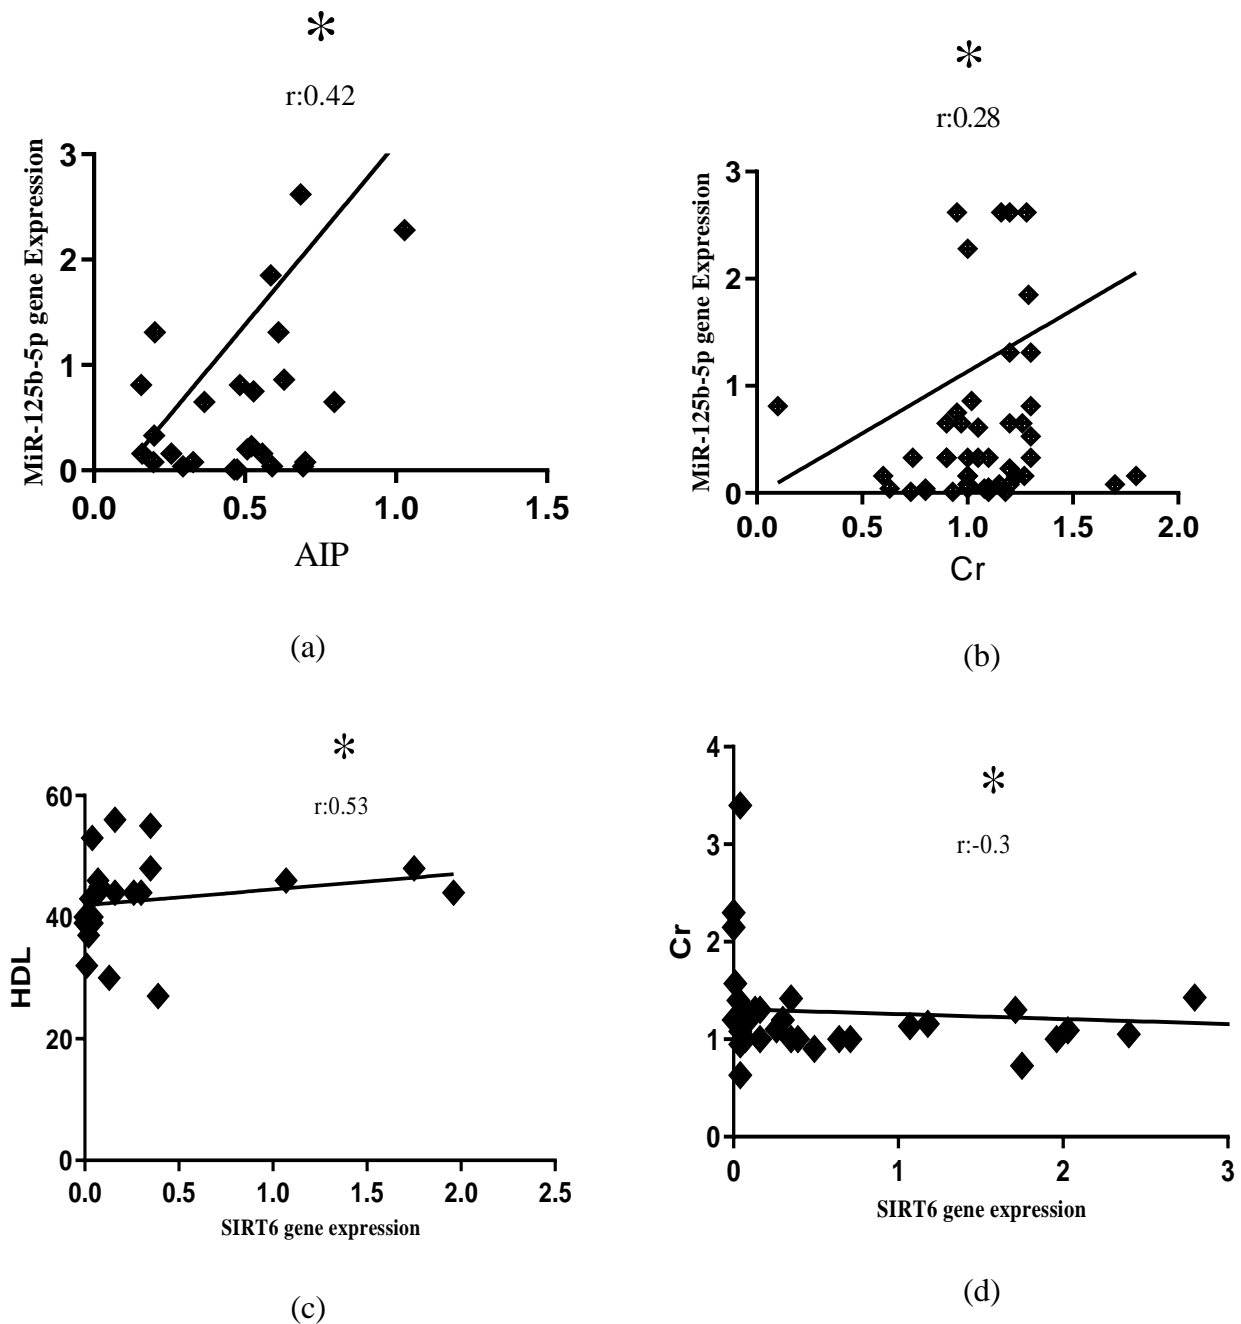 *
r:0.42
MiR-125b-5p gene Expression
3
2
1
0
0.0 0.5 1.0 1.5
AIP
(a)
*
r:0.28
MiR-125b-5p gene Expression
3
2
1
0
0.0 0.5 1.0 1.5 2.0
Cr
(b)
*
r:0.53
HDL
60
40
20
0
0.0 0.5 1.0 1.5 2.0 2.5
SIRT6 gene expression
(c)
*
r:-0.3
Cr
4
3
2
1
0
0 1 2 3
SIRT6 gene expression
(d)